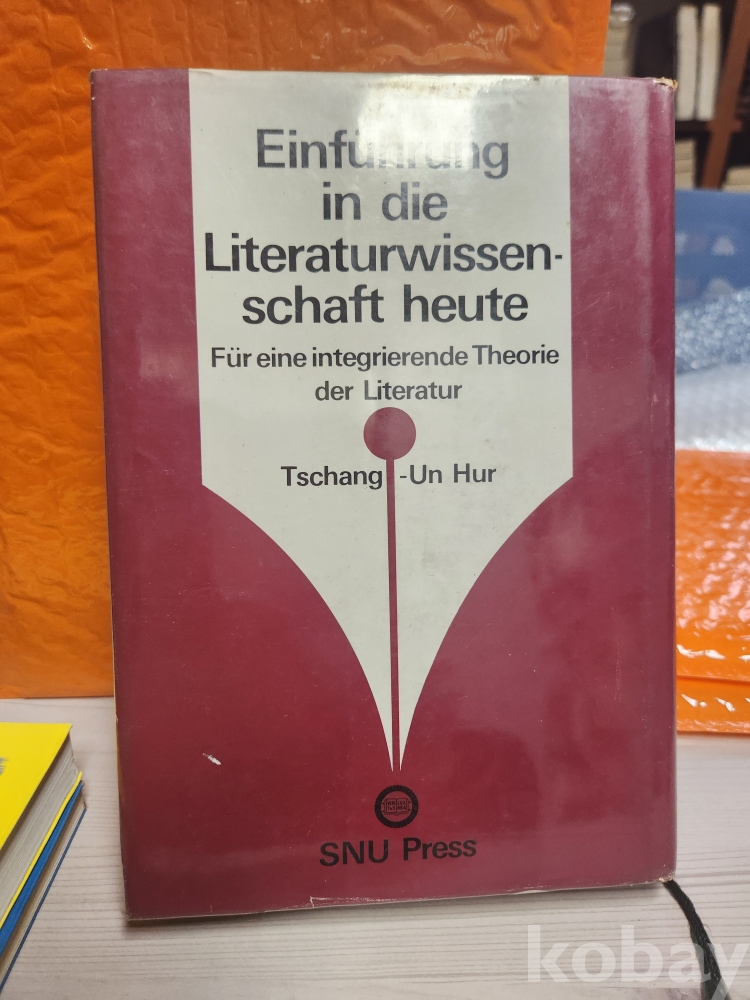 Einführung
in die
Literaturwissen-
schaft heute
Für eine integrierende Theorie
der Literatur
Tschang-Un Hur
SNU Press
kobay